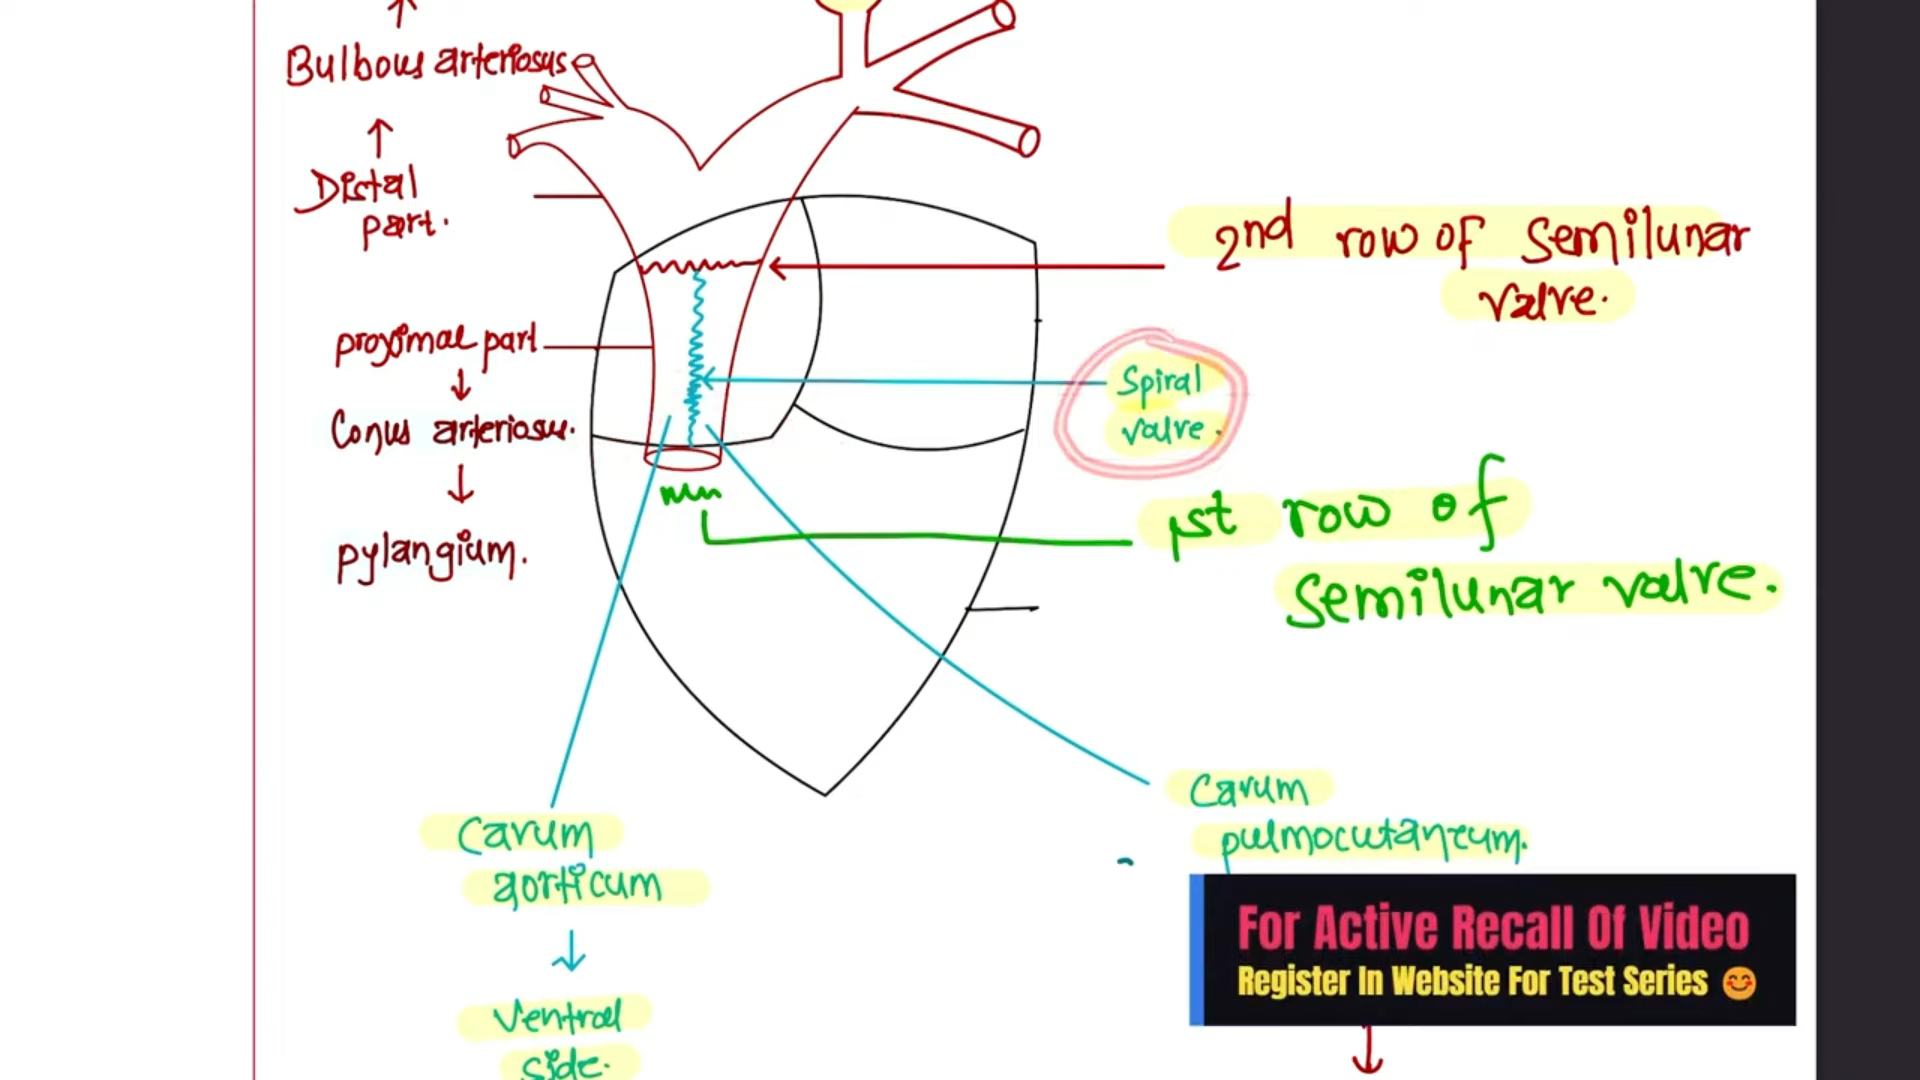 Bulbous arteriosus
Distal
part.
proximal part
Conus arteriosus.
pylangium.
2nd row of Semilunar
valve.
Spiral
valve.
1st row of
Semilunar valve.
Cavum
aorticum
Ventral
side.
Cavum
pulmocutaneum.
For Active Recall Of Video
Register In Website For Test Series 😊